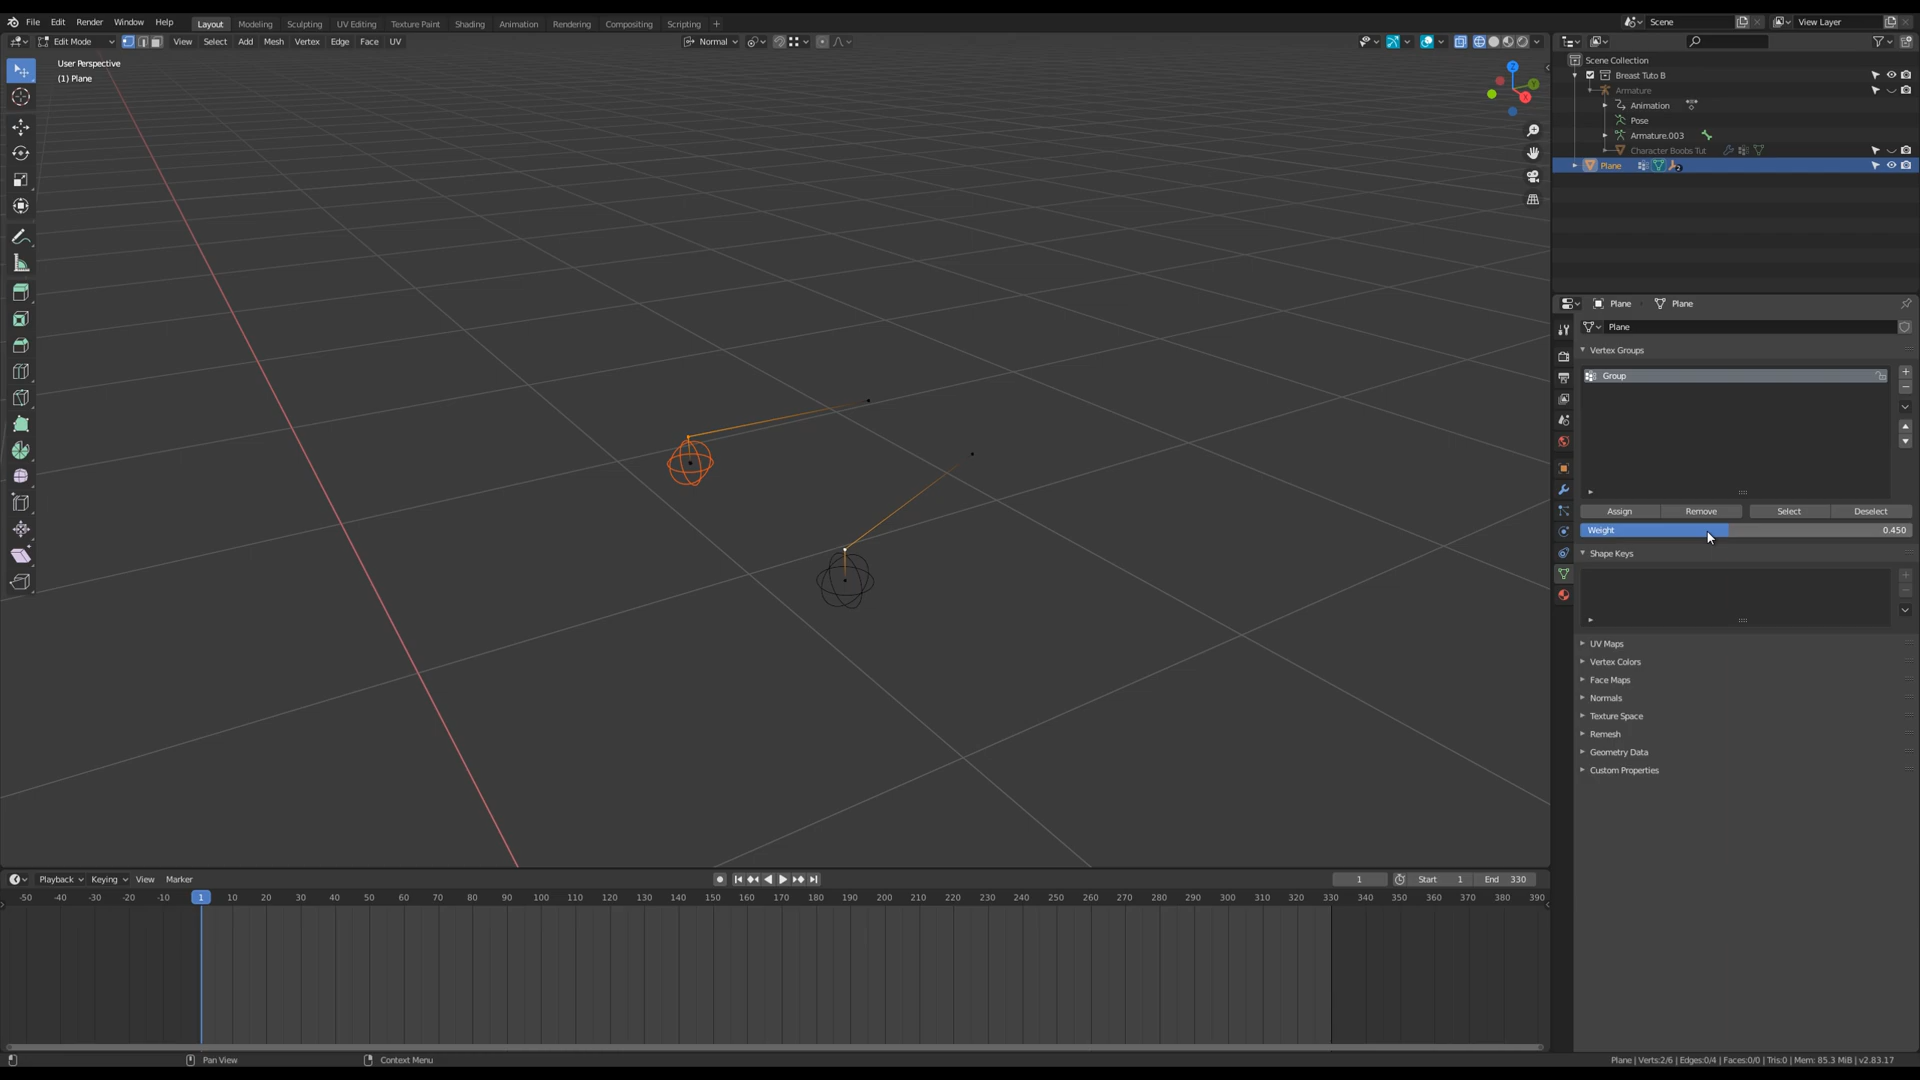 File Edit Render Window Help Layout Modeling Sculpting UV Editing Texture Paint Shading Animation Rendering Compositing Scripting + Scene View Layer
Edit Mode View Select Add Mesh Vertex Edge Face UV Normal
User Perspective
(1) Plane
Scene Collection
Breast Tuto B
Armature
Animation
Pose
Armature.003
Character Boobs Tut
Plane
Plane Plane
Plane
Vertex Groups
Group
Assign Remove Select Deselect
Weight 0.450
Shape Keys
UV Maps
Vertex Colors
Face Maps
Normals
Texture Space
Remesh
Geometry Data
Custom Properties
Playback Keying View Marker 1 Start 1 End 330
-50 -40 -30 -20 -10 1 10 20 30 40 50 60 70 80 90 100 110 120 130 140 150 160 170 180 190 200 210 220 230 240 250 260 270 280 290 300 310 320 330 340 350 360 370 380 390
Pan View Context Menu Plane | Verts:2/6 | Edges:0/4 | Faces:0/0 | Tris:0 | Mem: 85.3 MiB | v2.83.17